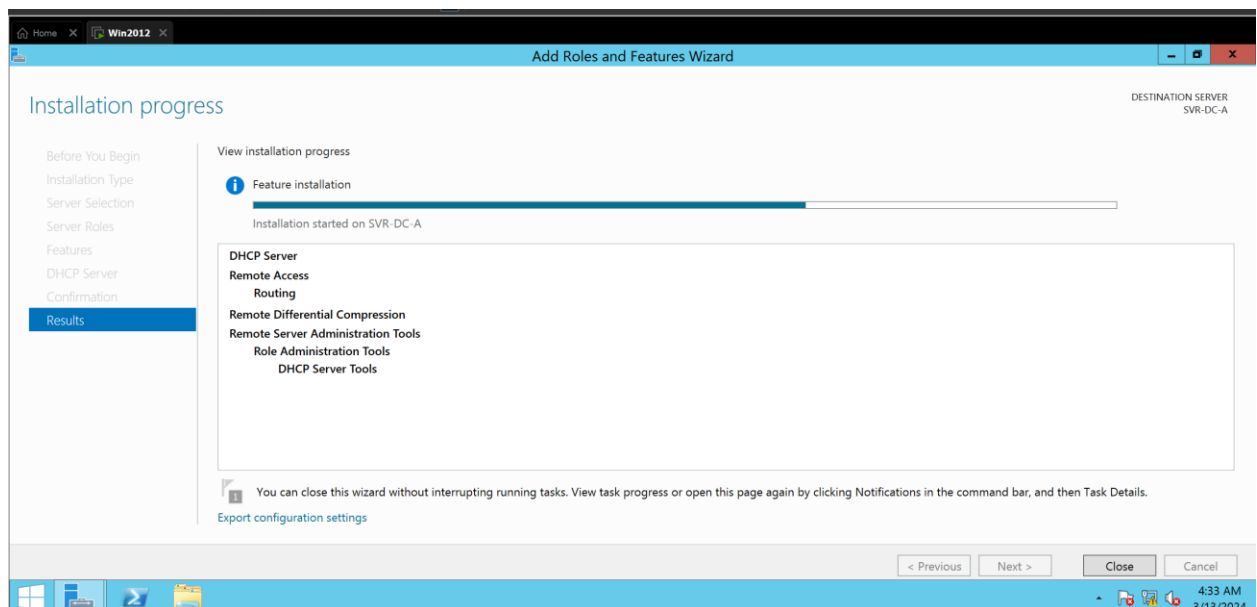 Home
Win2012
Add Roles and Features Wizard
Installation progress
DESTINATION SERVER
SVR-DC-A
Before You Begin
Installation Type
Server Selection
Server Roles
Features
DHCP Server
Confirmation
Results
View installation progress
Feature installation
Installation started on SVR-DC-A
DHCP Server
Remote Access
Routing
Remote Differential Compression
Remote Server Administration Tools
Role Administration Tools
DHCP Server Tools
1 You can close this wizard without interrupting running tasks. View task progress or open this page again by clicking Notifications in the command bar, and then Task Details.
Export configuration settings
< Previous Next > Close Cancel
4:33 AM
3/13/2024